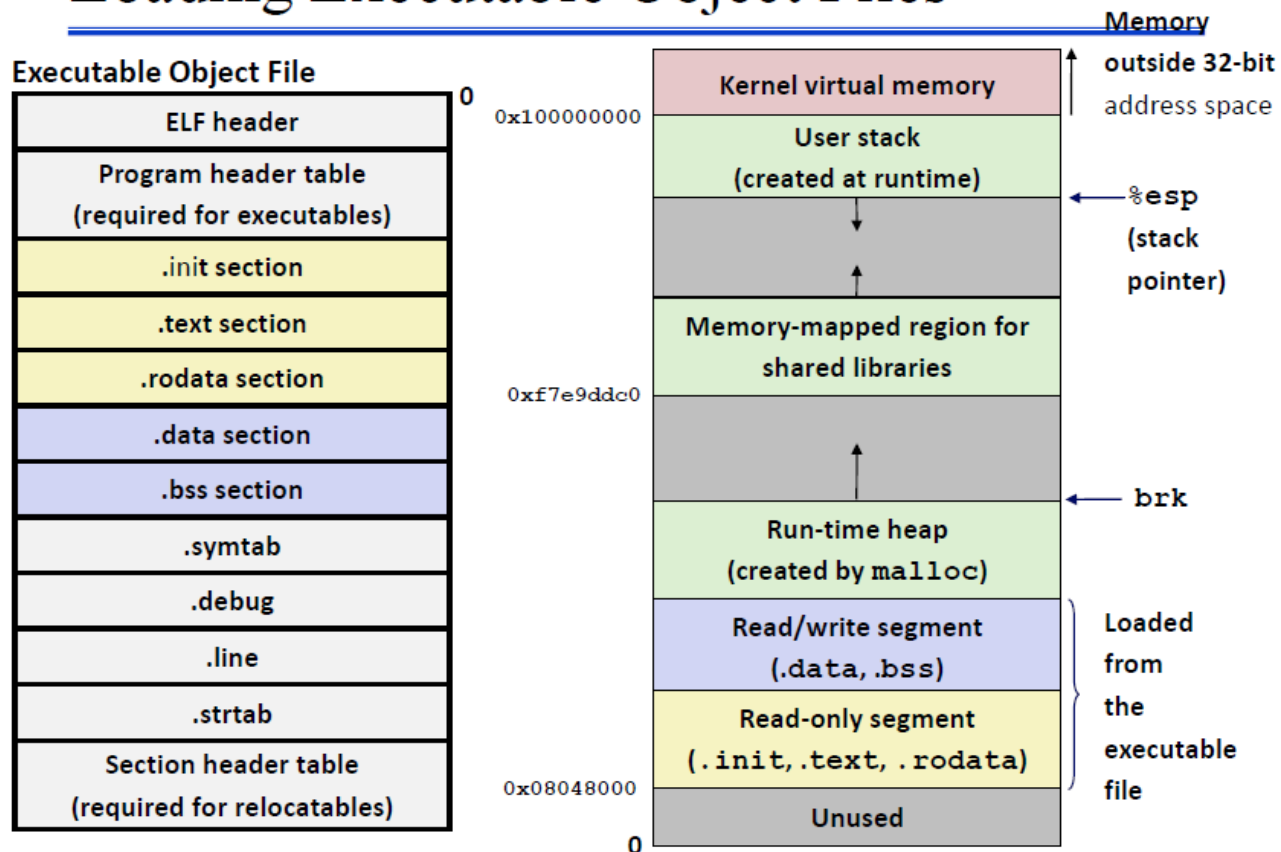 Loading Executable Object Files
Executable Object File
0
ELF header
Program header table
(required for executables)
.init section
.text section
.rodata section
.data section
.bss section
.symtab
.debug
.line
.strtab
Section header table
(required for relocatables)
0x100000000
0xf7e9ddc0
0x08048000
0
Kernel virtual memory
User stack
(created at runtime)
Memory-mapped region for
shared libraries
Run-time heap
(created by malloc)
Read/write segment
(.data, .bss)
Read-only segment
(.init, .text, .rodata)
Unused
Memory
outside 32-bit
address space
%esp
(stack
pointer)
brk
Loaded
from
the
executable
file